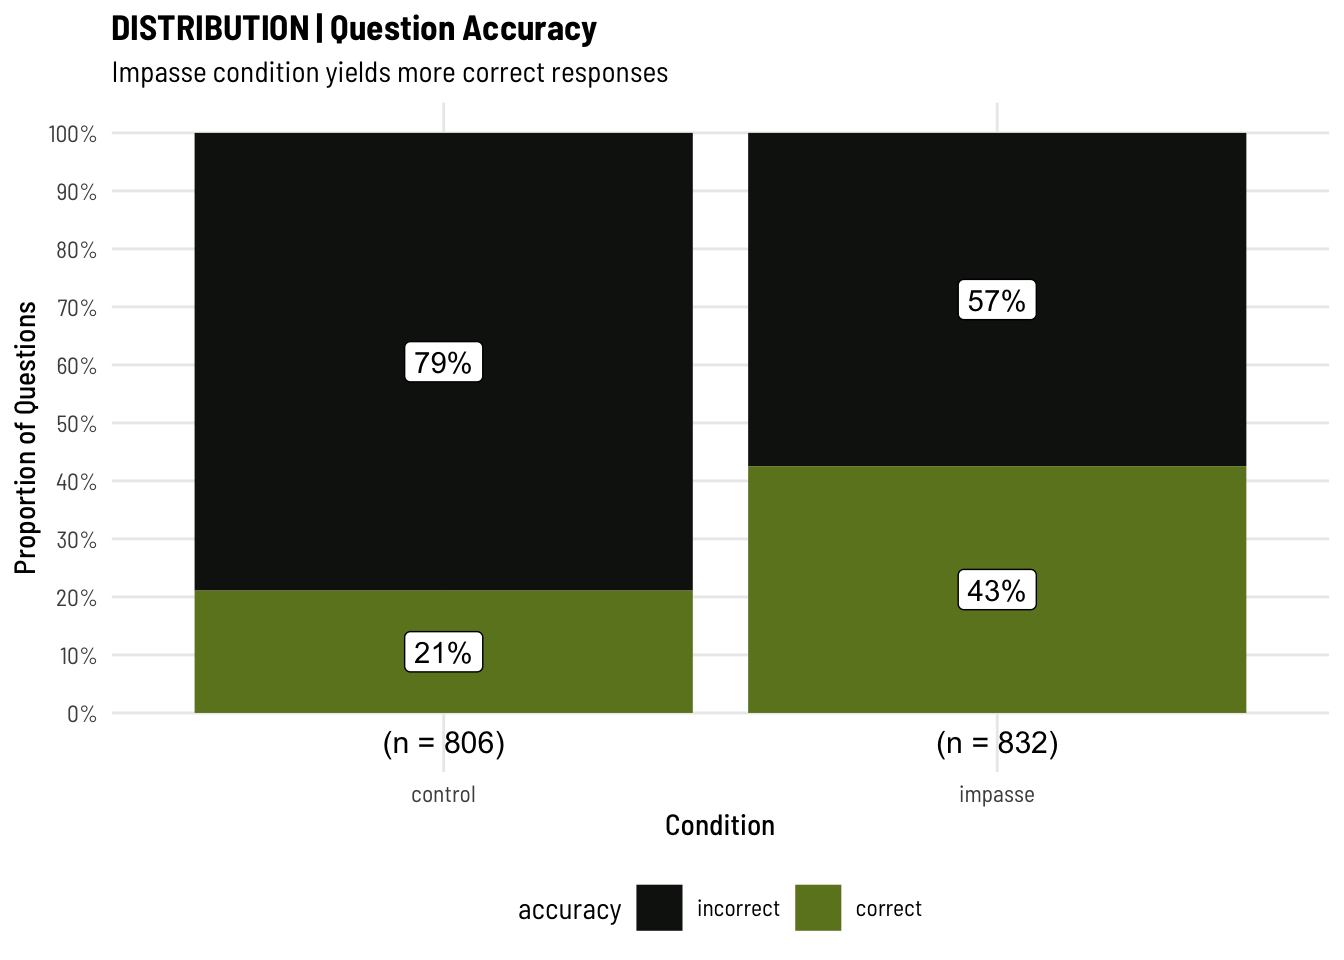 DISTRIBUTION | Question Accuracy
Impasse condition yields more correct responses
Proportion of Questions
100%
90%
80%
70%
60%
50%
40%
30%
20%
10%
0%
79%
21%
57%
43%
(n = 806)
(n = 832)
control
impasse
Condition
accuracy
incorrect
correct